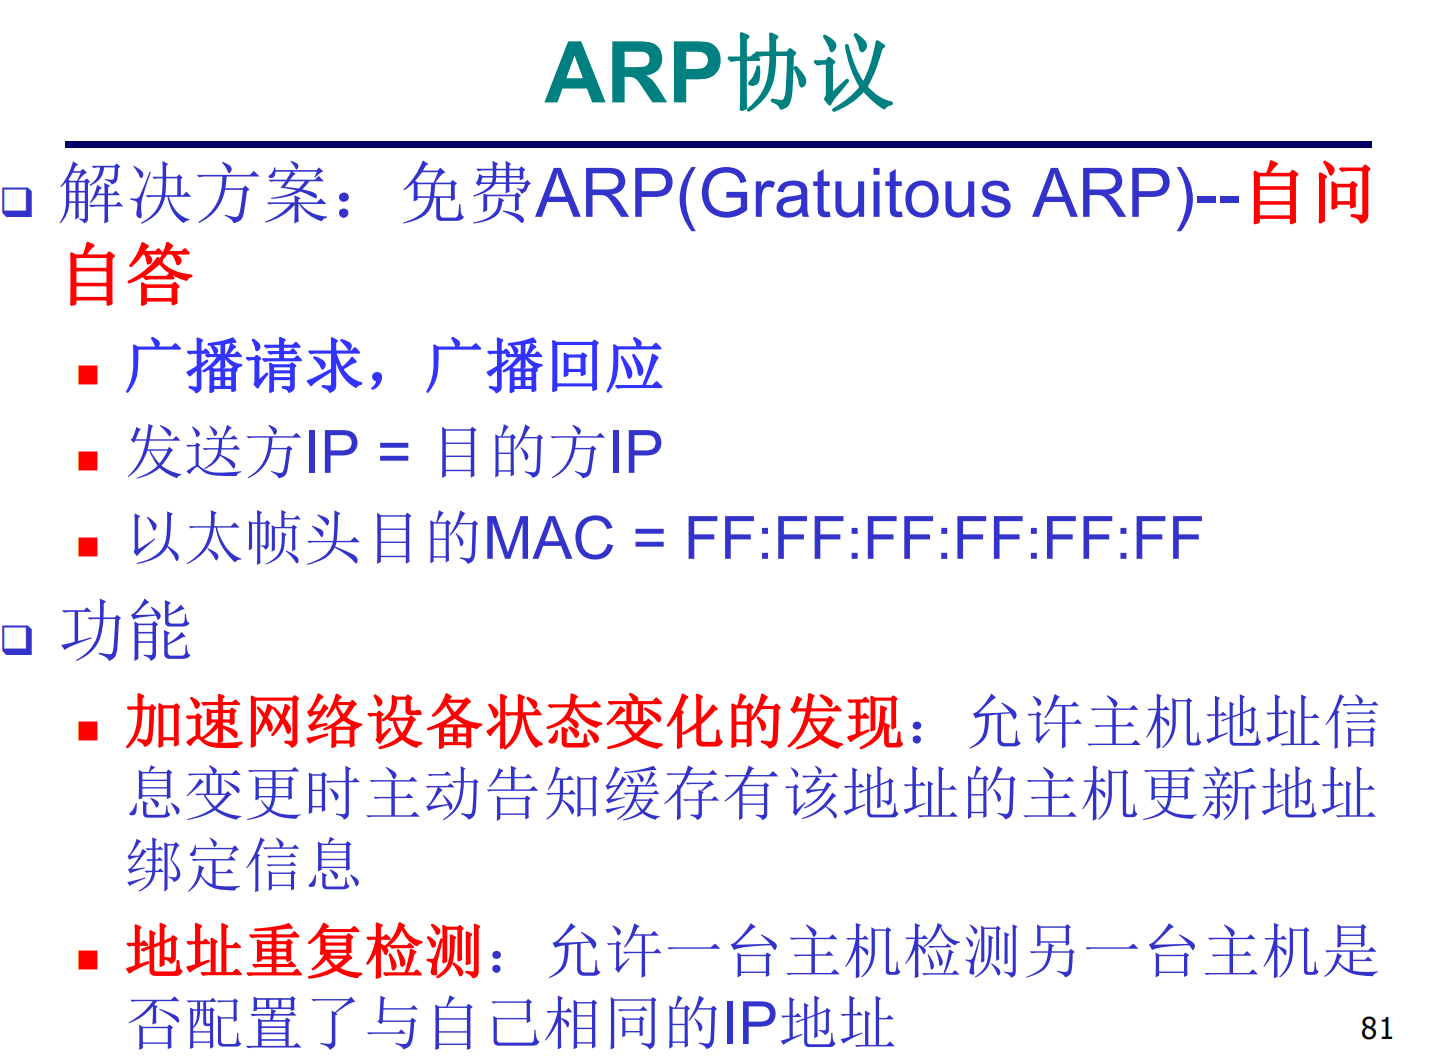 ARP协议
解决方案：免费ARP(Gratuitous ARP)--自问
自答
广播请求，广播回应
发送方IP = 目的方IP
以太帧头目的MAC = FF:FF:FF:FF:FF:FF
功能
加速网络设备状态变化的发现：允许主机地址信
息变更时主动告知缓存有该地址的主机更新地址
绑定信息
地址重复检测：允许一台主机检测另一台主机是
否配置了与自己相同的IP地址
81